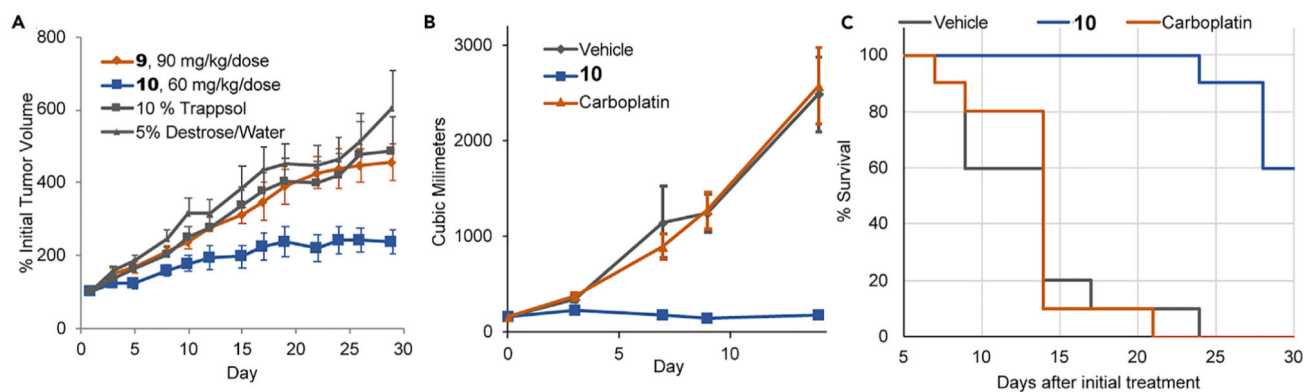 A
800
600
400
200
0
% Initial Tumor Volume
9, 90 mg/kg/dose
10, 60 mg/kg/dose
10 % Trappsol
5% Destrose/Water
0 5 10 15 20 25 30
Day
B
3000
2000
1000
0
Cubic Milimeters
Vehicle
10
Carboplatin
0 5 10
Day
C
Vehicle 10 Carboplatin
100
80
60
40
20
0
% Survival
5 10 15 20 25 30
Days after initial treatment